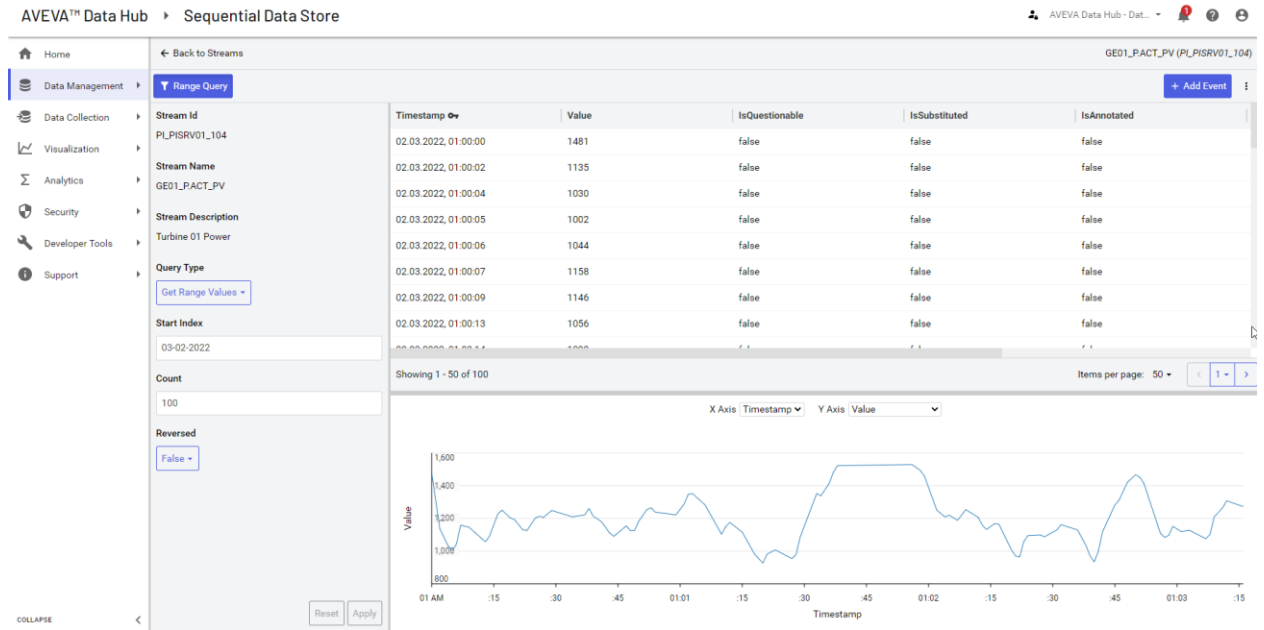 AVEVA™ Data Hub ▸ Sequential Data Store
AVEVA Data Hub - Dat...
1
Home
Data Management
Data Collection
Visualization
Analytics
Security
Developer Tools
Support
COLLAPSE
← Back to Streams
GE01_P.ACT_PV (PI_PISRV01_104)
Range Query
+ Add Event
Stream Id
PI_PISRV01_104
Stream Name
GE01_P.ACT_PV
Stream Description
Turbine 01 Power
Query Type
Get Range Values
Start Index
03-02-2022
Count
100
Reversed
False
Reset Apply
Timestamp Value IsQuestionable IsSubstituted IsAnnotated
02.03.2022, 01:00:00 1481 false false false
02.03.2022, 01:00:02 1135 false false false
02.03.2022, 01:00:04 1030 false false false
02.03.2022, 01:00:05 1002 false false false
02.03.2022, 01:00:06 1044 false false false
02.03.2022, 01:00:07 1158 false false false
02.03.2022, 01:00:09 1146 false false false
02.03.2022, 01:00:13 1056 false false false
Showing 1 - 50 of 100
Items per page: 50
< 1 >
X Axis Timestamp Y Axis Value
1,600
1,400
1,200
1,000
800
Value
01 AM :15 :30 :45 01:01 :15 :30 :45 01:02 :15 :30 :45 01:03 :15
Timestamp